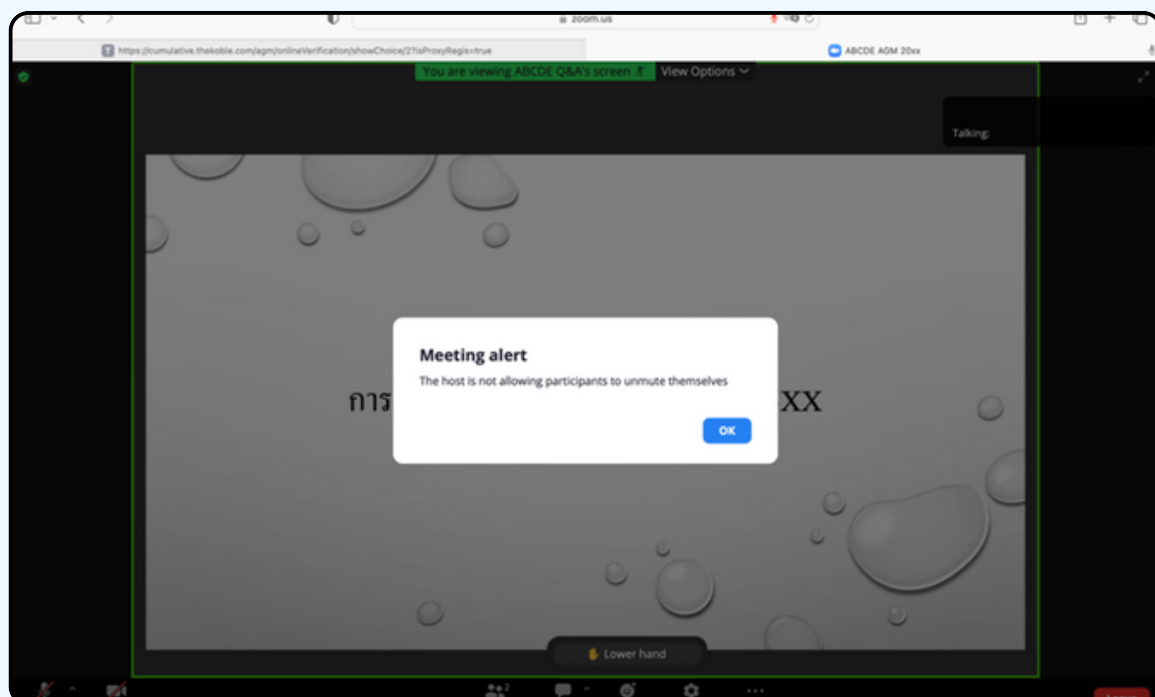 zoom.us
https://cumulative.thekoble.com/agm/onlineVerification/showChoice/2?isProxyRegis=true
ABCDE AGM 20xx
You are viewing ABCDE Q&A's screen
View Options
Talking:
Meeting alert
The host is not allowing participants to unmute themselves
การ XX
OK
Lower hand
2